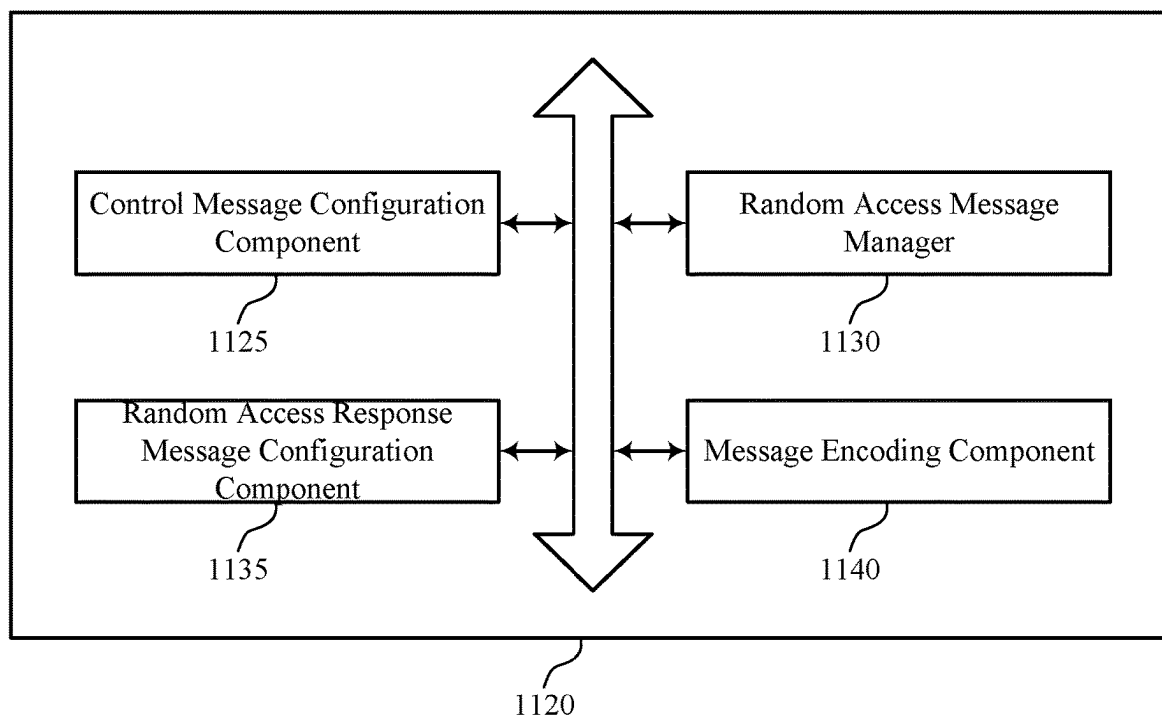 Control Message Configuration
Component
1125
Random Access Message
Manager
1130
Random Access Response
Message Configuration
Component
1135
Message Encoding Component
1140
1120